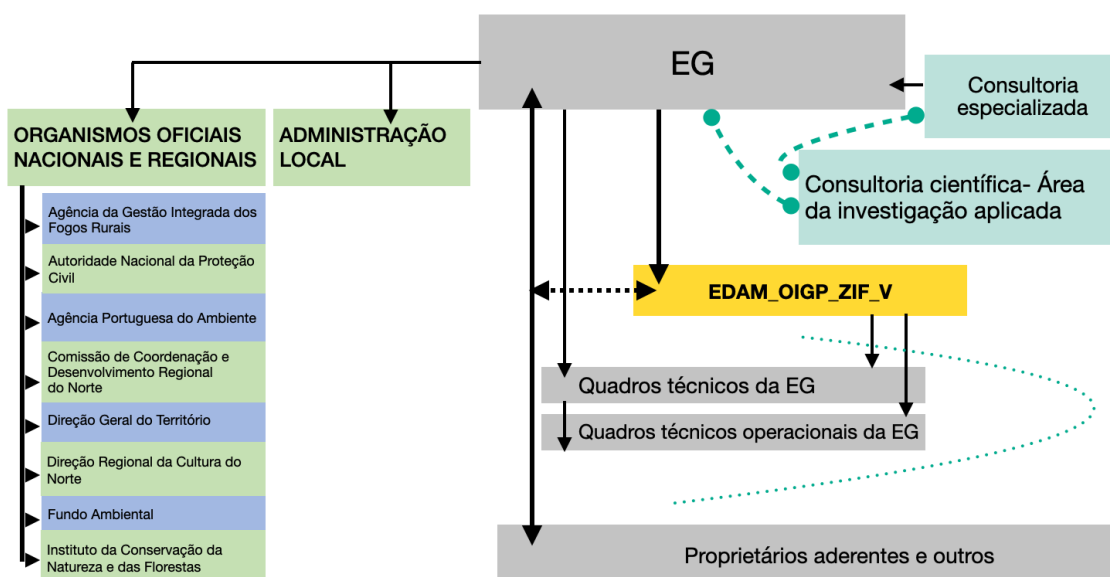 EG
Consultoria
especializada
ORGANISMOS OFICIAIS
NACIONAIS E REGIONAIS
ADMINISTRAÇÃO
LOCAL
Consultoria científica- Área
da investigação aplicada
Agência da Gestão Integrada dos
Fogos Rurais
Autoridade Nacional da Proteção
Civil
Agência Portuguesa do Ambiente
Comissão de Coordenação e
Desenvolvimento Regional
do Norte
Direção Geral do Território
Direção Regional da Cultura do
Norte
Fundo Ambiental
Instituto da Conservação da
Natureza e das Florestas
EDAM_OIGP_ZIF_V
Quadros técnicos da EG
Quadros técnicos operacionais da EG
Proprietários aderentes e outros